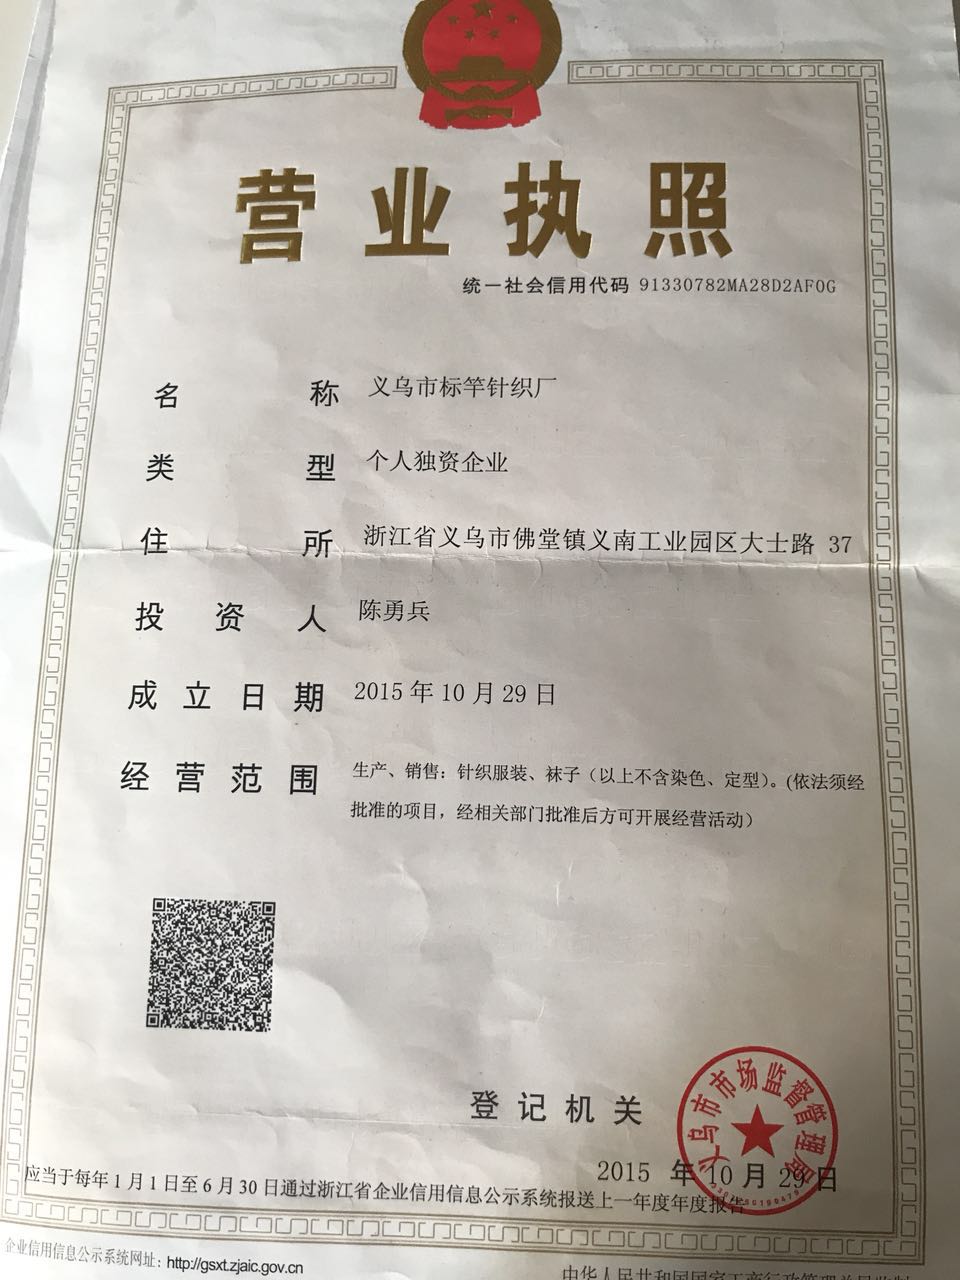 营业执照
统一社会信用代码 91330782MA28D2AF0G
名称 义乌市标竿针织厂
类型 个人独资企业
住所 浙江省义乌市佛堂镇义南工业园区大士路 37
投资人 陈勇兵
成立日期 2015 年 10 月 29 日
经营范围 生产、销售：针织服装、袜子（以上不含染色、定型）。(依法须经
批准的项目，经相关部门批准后方可开展经营活动）
登记机关
义乌市市场监督管理局
2015 年 10 月 29 日
应当于每年 1 月 1 日至 6 月 30 日通过浙江省企业信用信息公示系统报送上一年度年度报告
企业信用信息公示系统网址：http://gsxt.zjaic.gov.cn
中华人民共和国国家工商行政管理总局监制